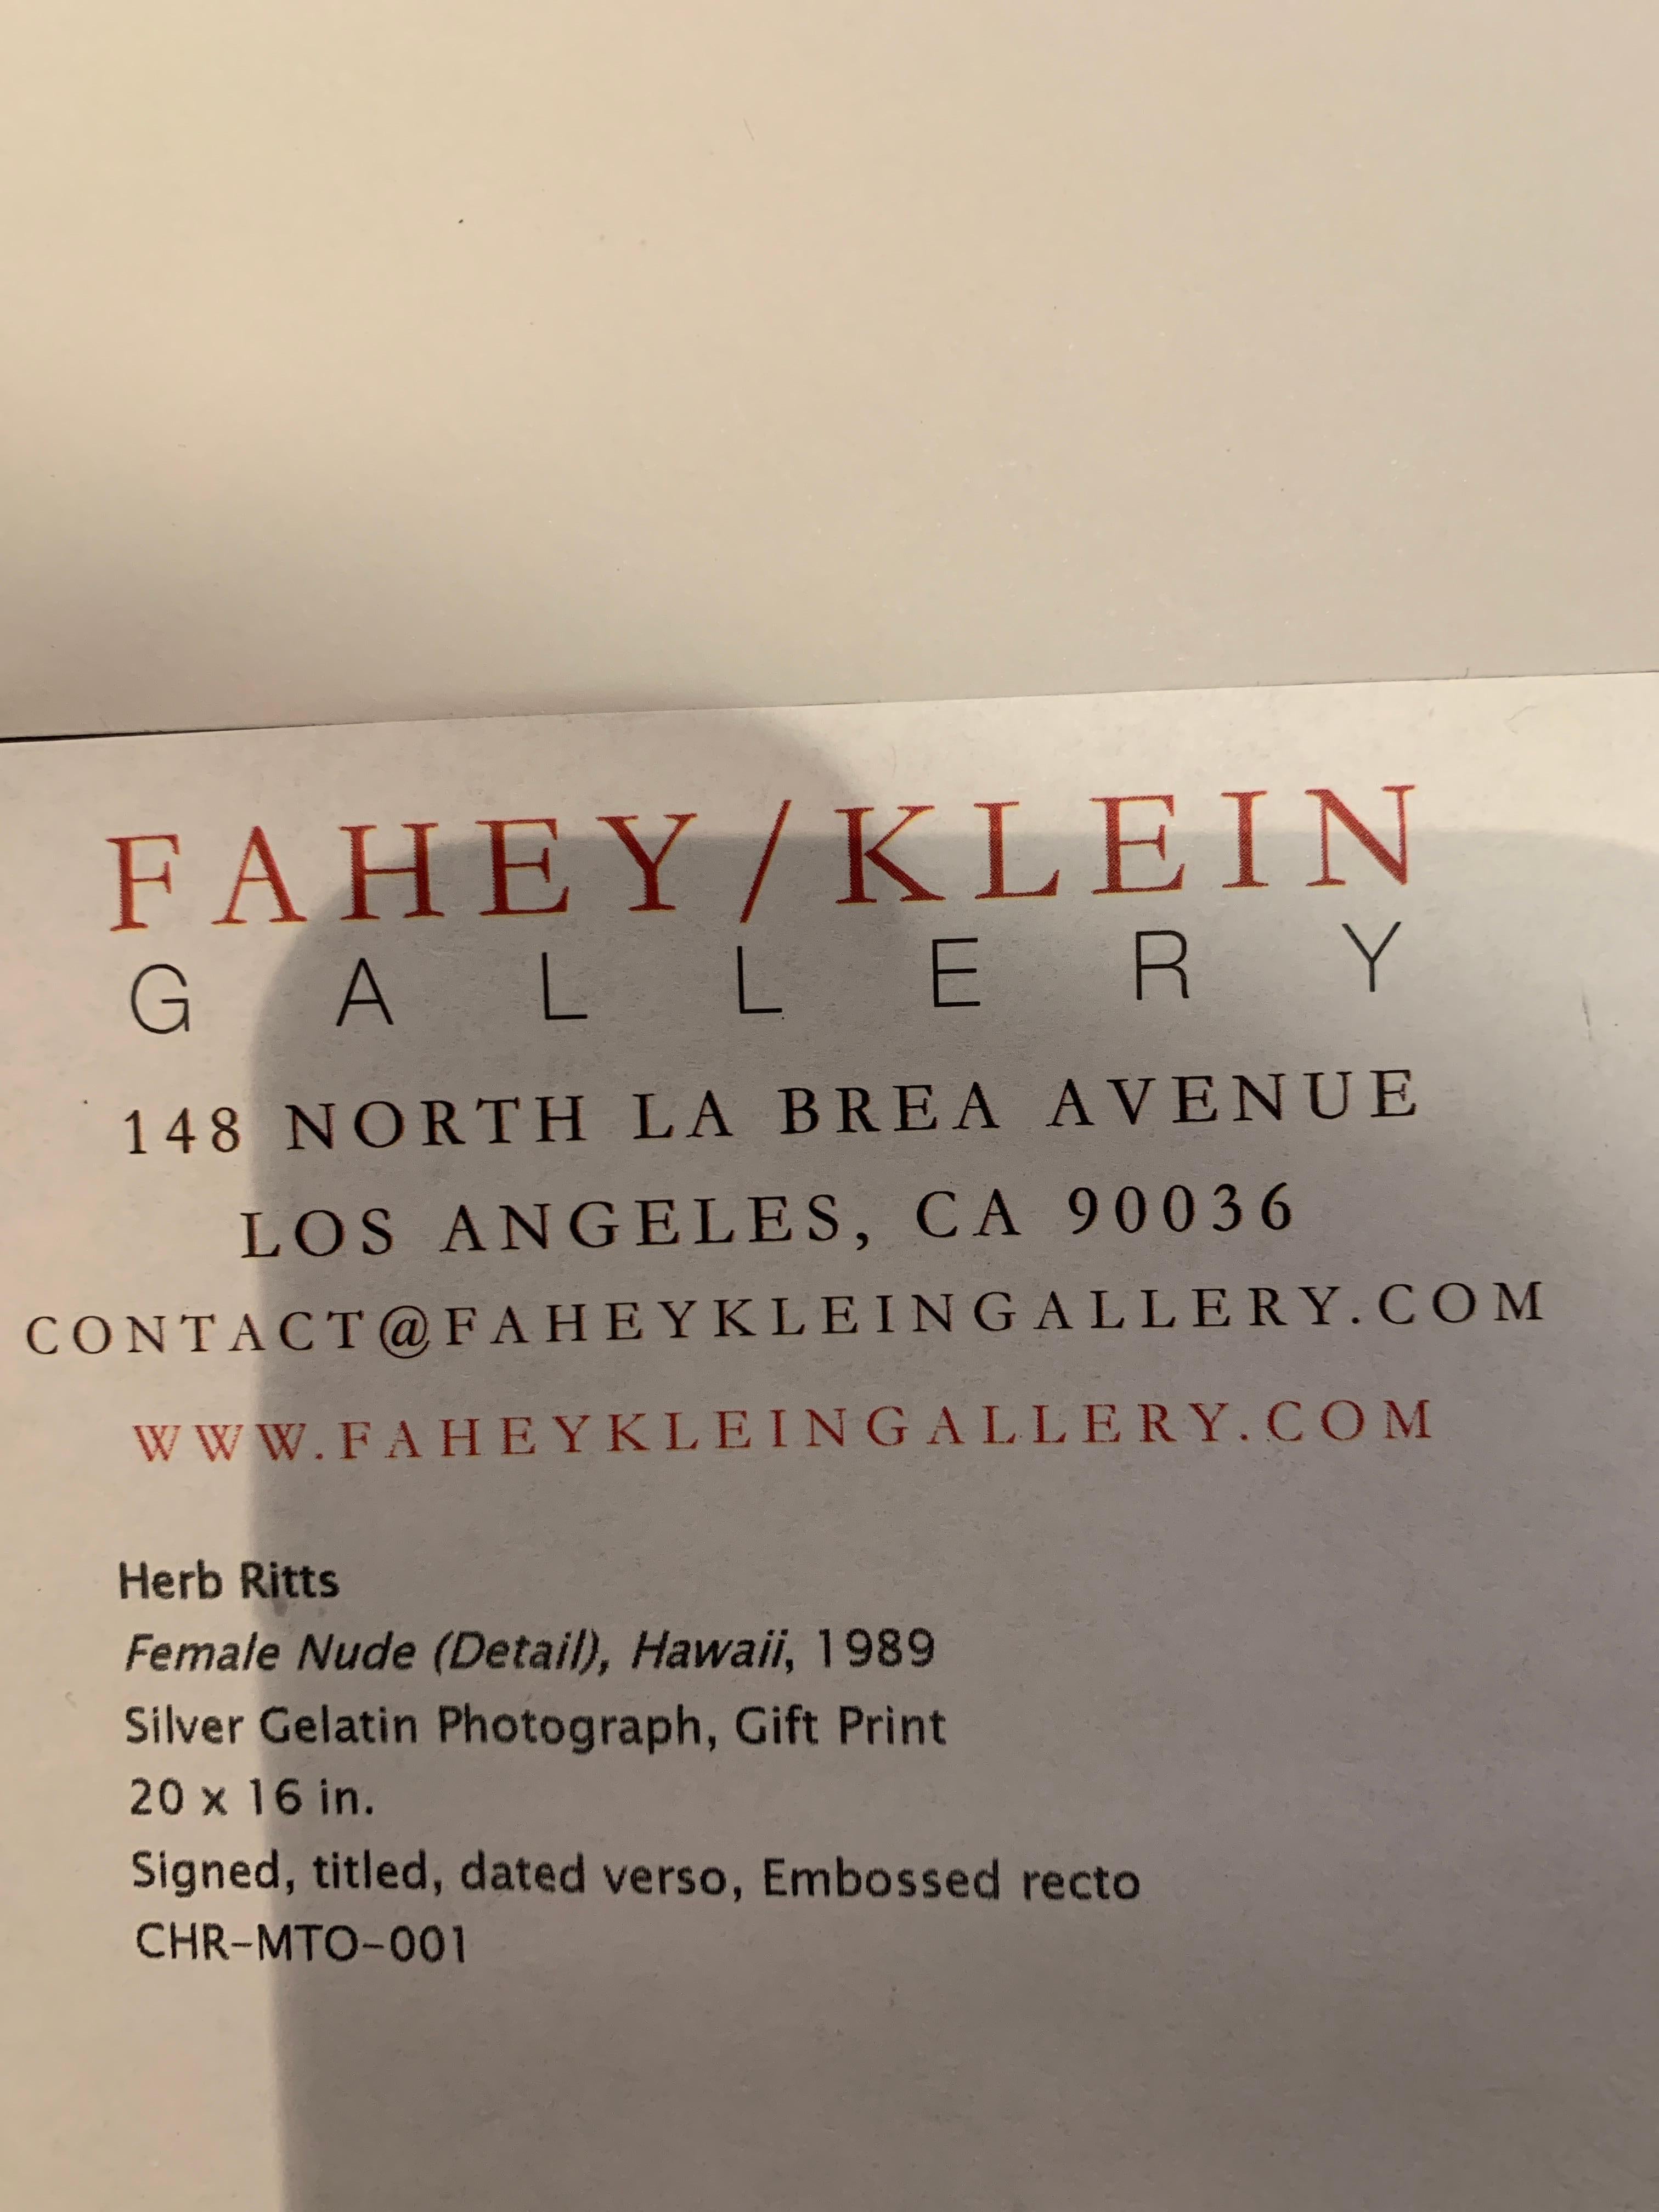 FAHEY/KLEIN
GALLERY
148 NORTH LA BREA AVENUE
LOS ANGELES, CA 90036
CONTACT@FAHEYKLEINGALLERY.COM
WWW.FAHEYKLEINGALLERY.COM
Herb Ritts
Female Nude (Detail), Hawaii, 1989
Silver Gelatin Photograph, Gift Print
20 x 16 in.
Signed, titled, dated verso, Embossed recto
CHR-MTO-001